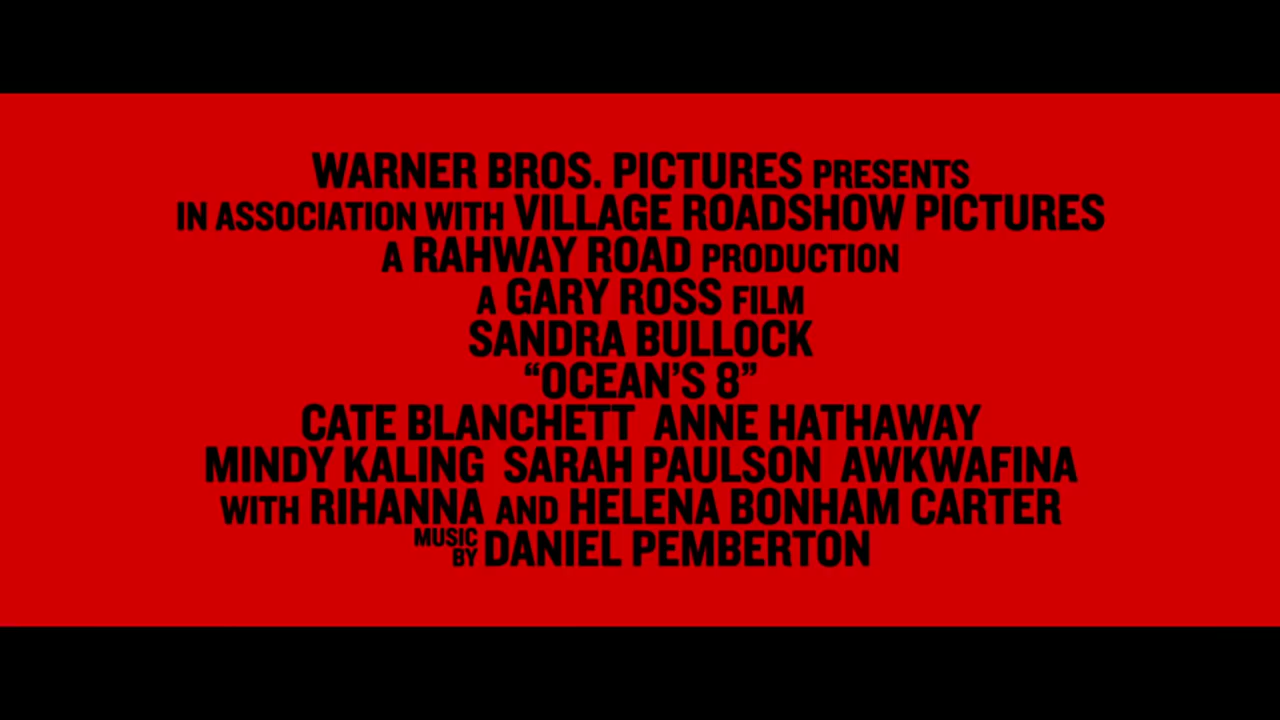 WARNER BROS. PICTURES PRESENTS
IN ASSOCIATION WITH VILLAGE ROADSHOW PICTURES
A RAHWAY ROAD PRODUCTION
A GARY ROSS FILM
SANDRA BULLOCK
“OCEAN’S 8”
CATE BLANCHETT ANNE HATHAWAY
MINDY KALING SARAH PAULSON AWKWAFINA
WITH RIHANNA AND HELENA BONHAM CARTER
MUSIC BY DANIEL PEMBERTON